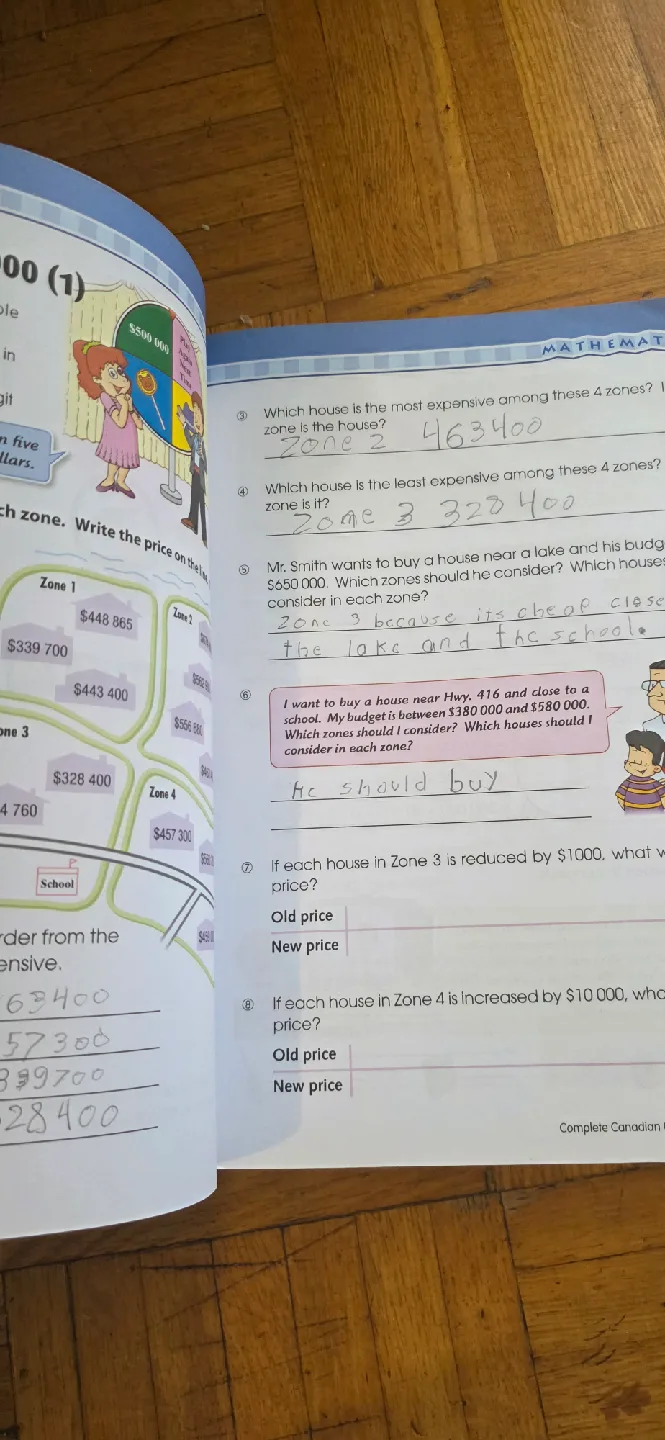 00 (1)
in
$500 000
n five
llars.
ch zone. Write the price on the
Zone 1
$448 865
$339 700
$443 400
Zone 2
$556
$328 400
4 760
Zone 4
$457 300
School
rder from the
ensive.
63400
57300
339700
28400
MATHEMAT
③ Which house is the most expensive among these 4 zones?
zone is the house?
zone 2 463400
④ Which house is the least expensive among these 4 zones?
zone is it?
zone 3 328400
⑤ Mr. Smith wants to buy a house near a lake and his budg
$650 000. Which zones should he consider? Which houses
consider in each zone?
zone 3 because its cheap close
the lake and the school.
⑥ I want to buy a house near Hwy. 416 and close to a
school. My budget is between $380 000 and $580 000.
Which zones should I consider? Which houses should I
consider in each zone?
he should buy
⑦ If each house in Zone 3 is reduced by $1000, what w
price?
Old price
New price
⑧ If each house in Zone 4 is increased by $10 000, wha
price?
Old price
New price
Complete Canadian